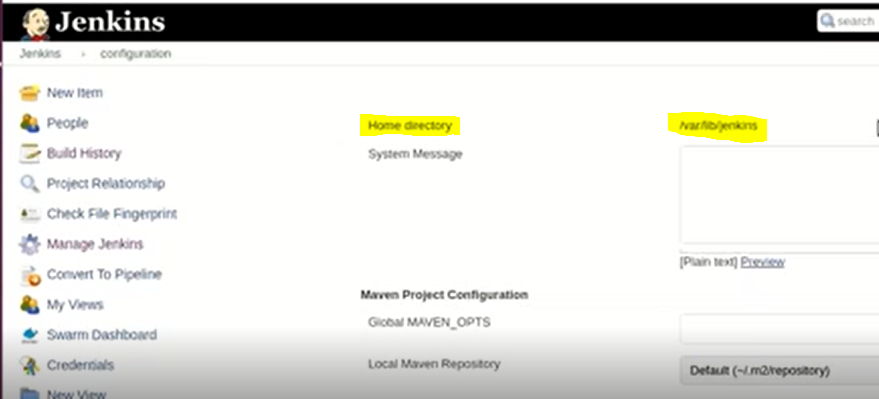 Jenkins
search
Jenkins › configuration
New Item
People
Build History
Project Relationship
Check File Fingerprint
Manage Jenkins
Convert To Pipeline
My Views
Swarm Dashboard
Credentials
New View
Home directory
/var/lib/jenkins
System Message
[Plain text] Preview
Maven Project Configuration
Global MAVEN_OPTS
Local Maven Repository
Default (~/.m2/repository)